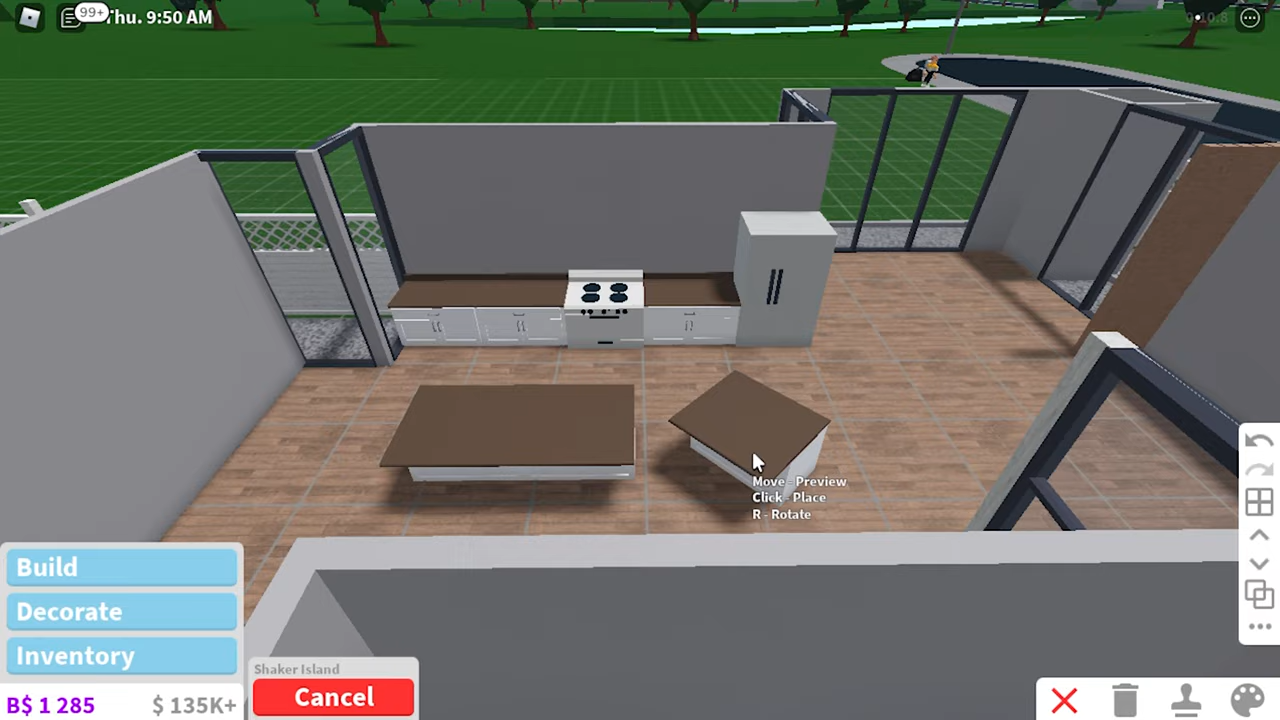 99+
Thu. 9:50 AM
Move - Preview
Click - Place
R - Rotate
Build
Decorate
Inventory
B$ 1 285
$ 135K+
Shaker Island
Cancel